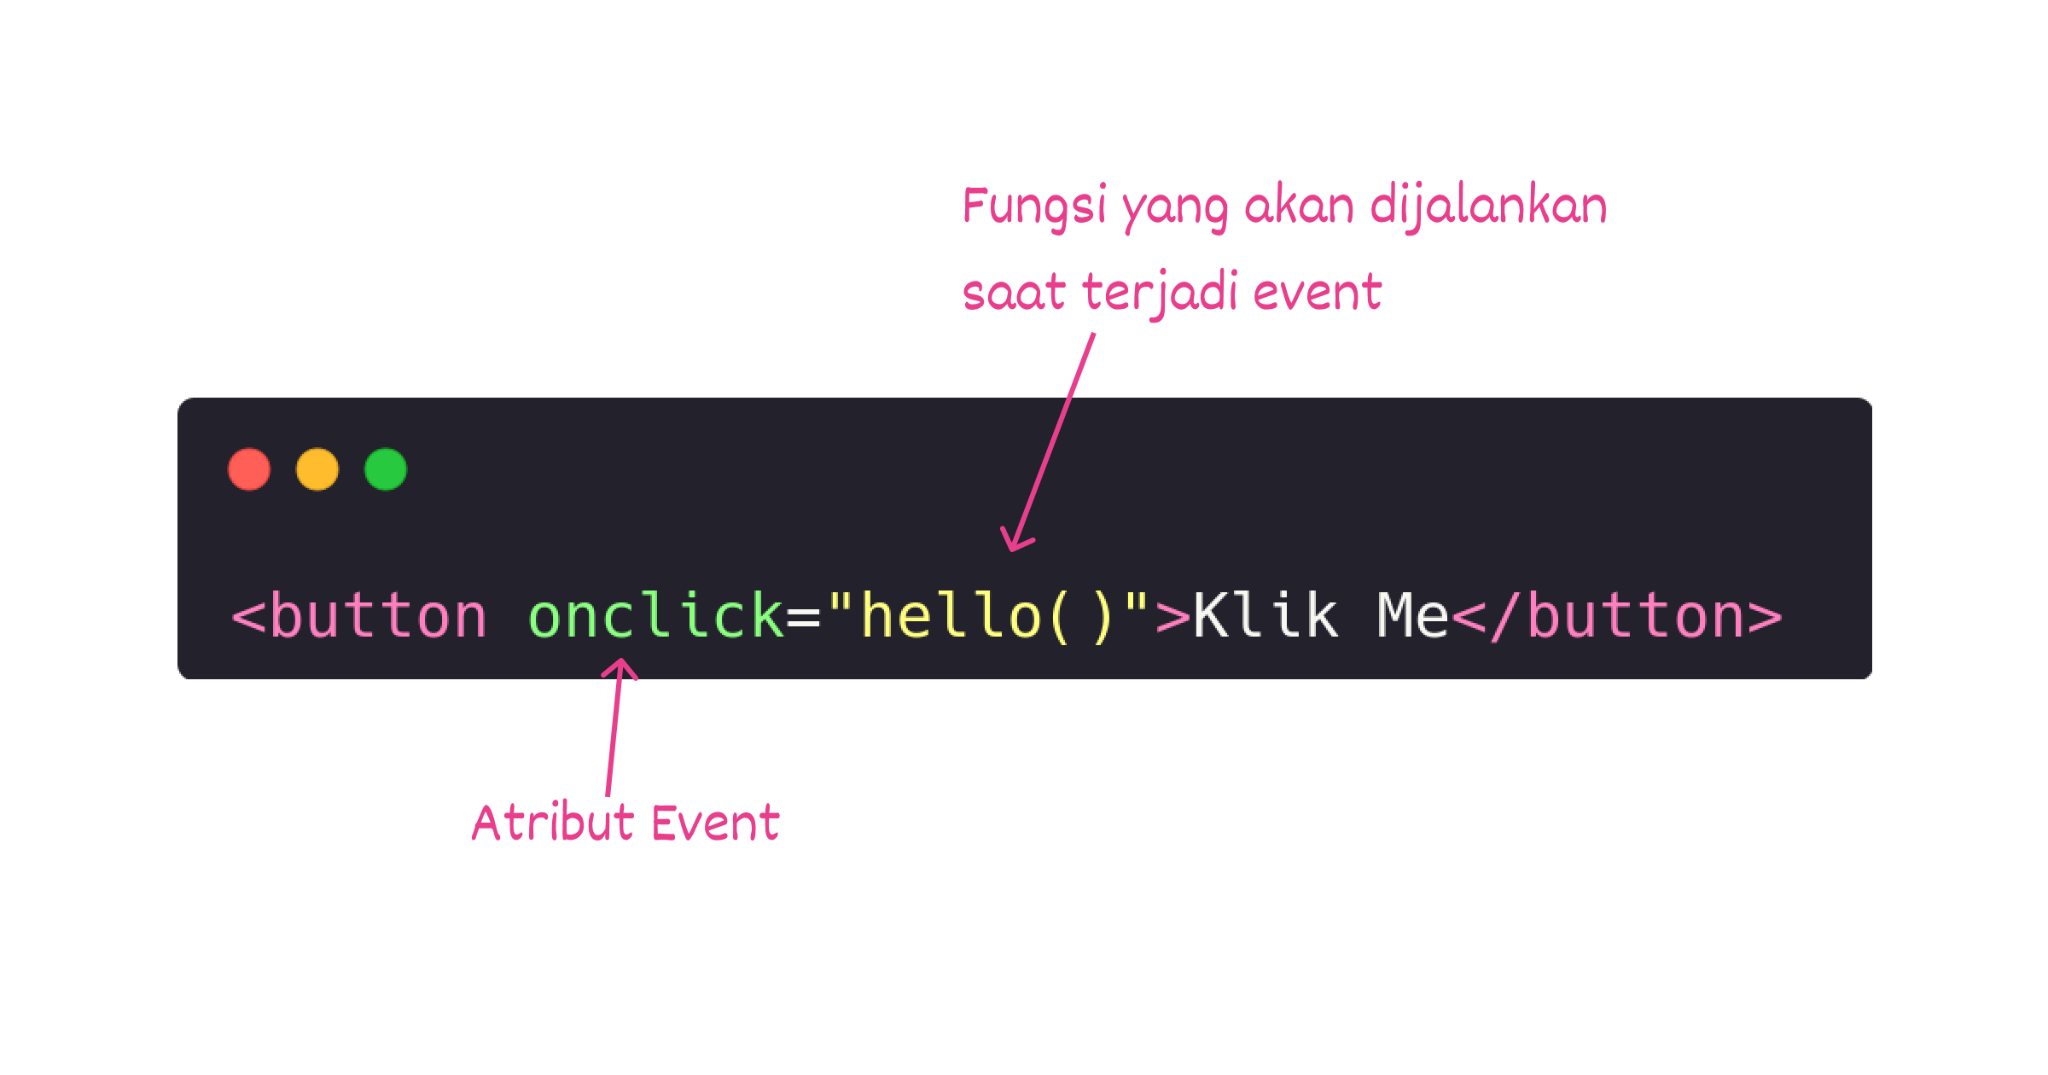 Fungsi yang akan dijalankan
saat terjadi event
<button onclick="hello()">Klik Me</button>
Atribut Event